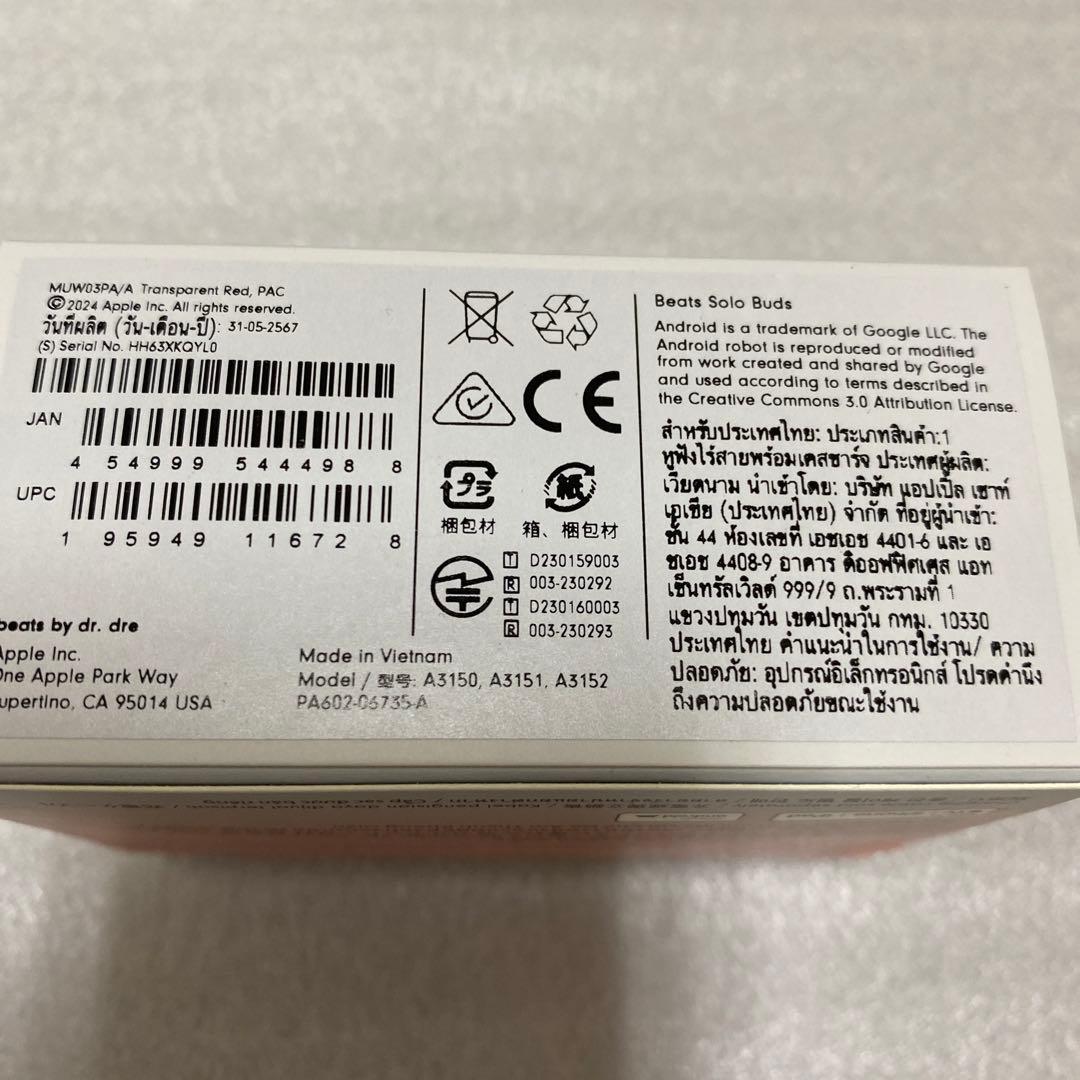 MUW03PA/A Transparent Red, PAC
©2024 Apple Inc. All rights reserved.
วันที่ผลิต (วัน-เดือน-ปี): 31-05-2567
(S) Serial No. HH63XKQYL0
JAN
4 54999 544498 8
UPC
1 95949 11672 8
beats by dr. dre
Apple Inc.
One Apple Park Way
Cupertino, CA 95014 USA
Made in Vietnam
Model / 型号: A3150, A3151, A3152
PA602-06735-A
CE
プラ
紙
梱包材
箱、梱包材
T D230159003
R 003-230292
T D230160003
R 003-230293
Beats Solo Buds
Android is a trademark of Google LLC. The
Android robot is reproduced or modified
from work created and shared by Google
and used according to terms described in
the Creative Commons 3.0 Attribution License.
สำหรับประเทศไทย: ประเภทสินค้า:1
หูฟังไร้สายพร้อมเคสชาร์จ ประเทศผู้ผลิต:
เวียดนาม นำเข้าโดย: บริษัท แอปเปิ้ล เซาท์
เอเชีย (ประเทศไทย) จำกัด ที่อยู่ผู้นำเข้า:
ชั้น 44 ห้องเลขที่ เอชเอช 4401-6 และ เอ
ชเอช 4408-9 อาคาร ดิออฟฟิศเศส แอท
เซ็นทรัลเวิลด์ 999/9 ถ.พระรามที่ 1
แขวงปทุมวัน เขตปทุมวัน กทม. 10330
ประเทศไทย คำแนะนำในการใช้งาน/ ความ
ปลอดภัย: อุปกรณ์อิเล็กทรอนิกส์ โปรดคำนึง
ถึงความปลอดภัยขณะใช้งาน